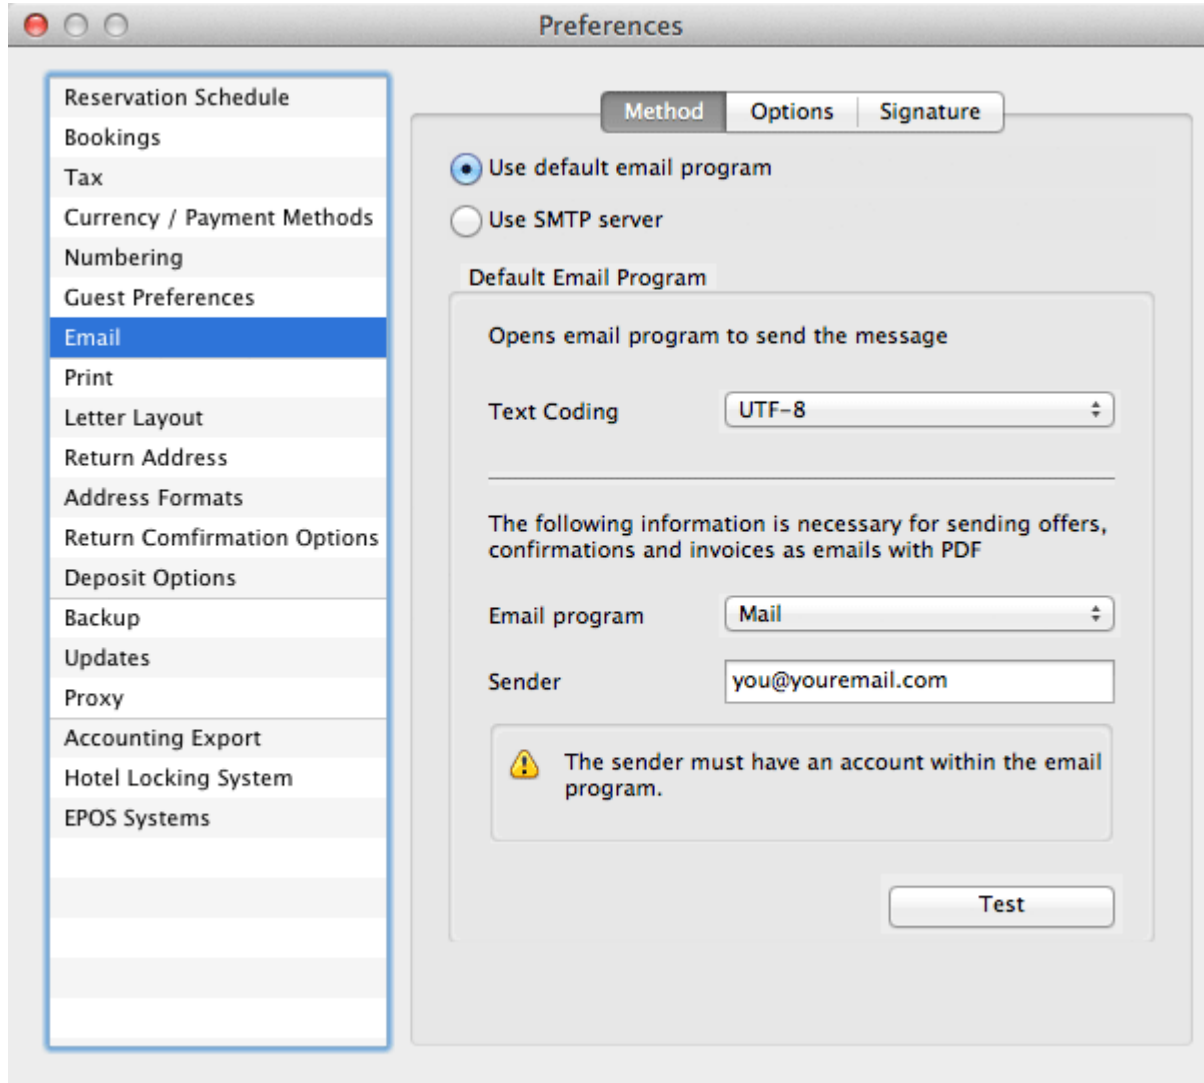 Preferences
Reservation Schedule
Bookings
Tax
Currency / Payment Methods
Numbering
Guest Preferences
Email
Print
Letter Layout
Return Address
Address Formats
Return Comfirmation Options
Deposit Options
Backup
Updates
Proxy
Accounting Export
Hotel Locking System
EPOS Systems
Method Options Signature
Use default email program
Use SMTP server
Default Email Program
Opens email program to send the message
Text Coding UTF-8
The following information is necessary for sending offers,
confirmations and invoices as emails with PDF
Email program Mail
Sender you@youremail.com
The sender must have an account within the email
program.
Test